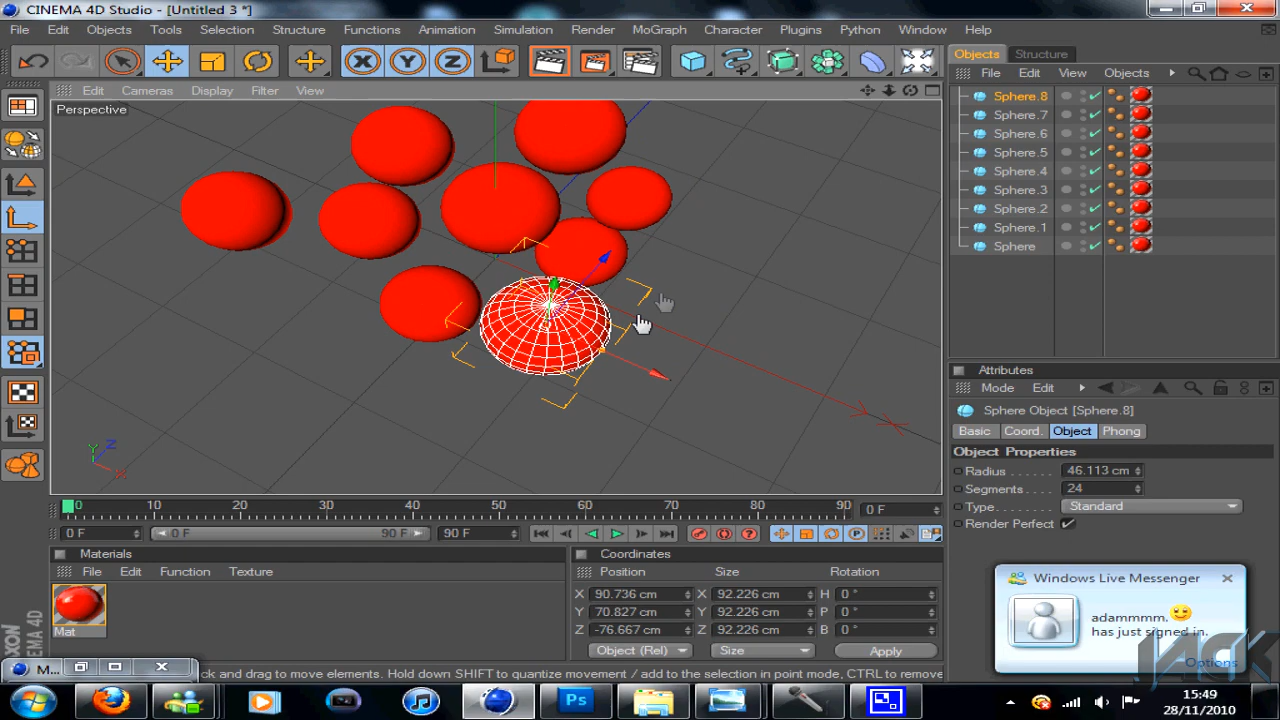 CINEMA 4D Studio - [Untitled 3 *]
File Edit Objects Tools Selection Structure Functions Animation Simulation Render MoGraph Character Plugins Python Window Help
X Y Z
Objects Structure
File Edit View Objects
Edit Cameras Display Filter View
Perspective
Sphere.8
Sphere.7
Sphere.6
Sphere.5
Sphere.4
Sphere.3
Sphere.2
Sphere.1
Sphere
Attributes
Mode Edit
Sphere Object [Sphere.8]
Basic Coord. Object Phong
Object Properties
Radius 46.113 cm
Segments 24
Type Standard
Render Perfect
Y Z X
0 10 20 30 40 50 60 70 80 90 0 F
0 F 0 F 90 F 90 F
Materials
File Edit Function Texture
Mat
Coordinates
Position Size Rotation
X 90.736 cm X 92.226 cm H 0 °
Y 70.827 cm Y 92.226 cm P 0 °
Z -76.667 cm Z 92.226 cm B 0 °
Object (Rel) Size Apply
Windows Live Messenger
adammmm.
has just signed in.
Options
JACK
CINEMA 4D
M...
ck and drag to move elements. Hold down SHIFT to quantize movement / add to the selection in point mode. CTRL to remove
Ps
15:49
28/11/2010